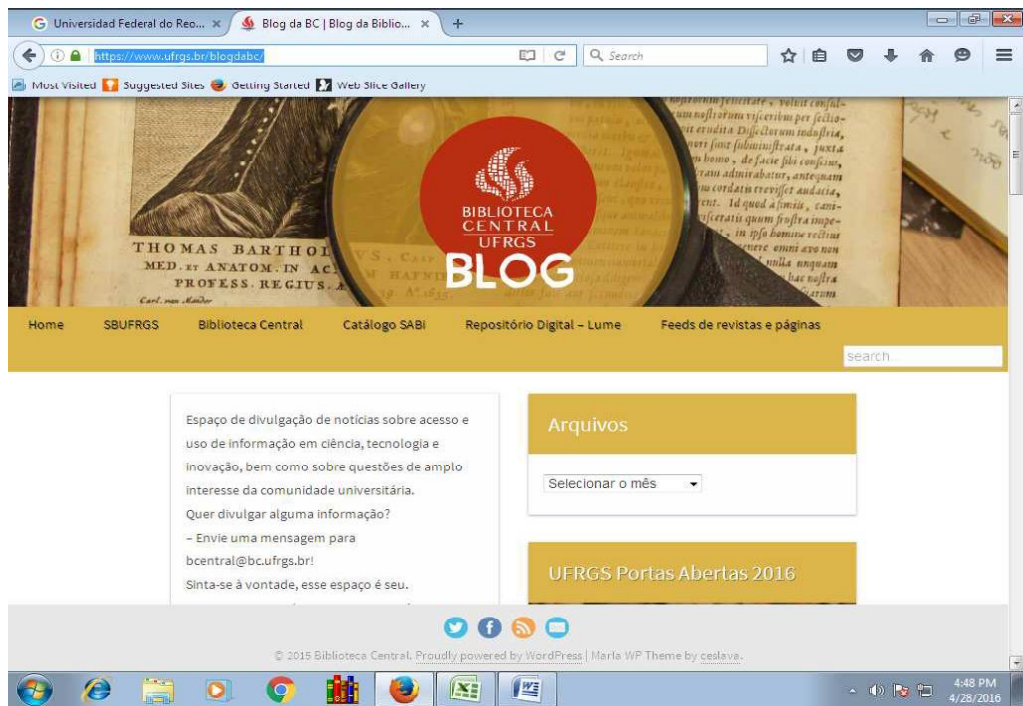 Universidad Federal do Reo... × Blog da BC | Blog da Biblio... × +
https://www.ufrgs.br/blogdabc/ Search
Most Visited Suggested Sites Getting Started Web Slice Gallery
THOMAS BARTHOL
MED. ET ANATOM. IN AC
PROFESS. REGIUS.
BIBLIOTECA
CENTRAL
UFRGS
BLOG
Home SBUFRGS Biblioteca Central Catálogo SABi Repositório Digital – Lume Feeds de revistas e páginas
search...
Espaço de divulgação de notícias sobre acesso e
uso de informação em ciência, tecnologia e
inovação, bem como sobre questões de amplo
interesse da comunidade universitária.
Quer divulgar alguma informação?
– Envie uma mensagem para
bcentral@bc.ufrgs.br!
Sinta-se à vontade, esse espaço é seu.
Arquivos
Selecionar o mês
UFRGS Portas Abertas 2016
© 2015 Biblioteca Central. Proudly powered by WordPress | Marla WP Theme by ceslava.
4:48 PM
4/28/2016